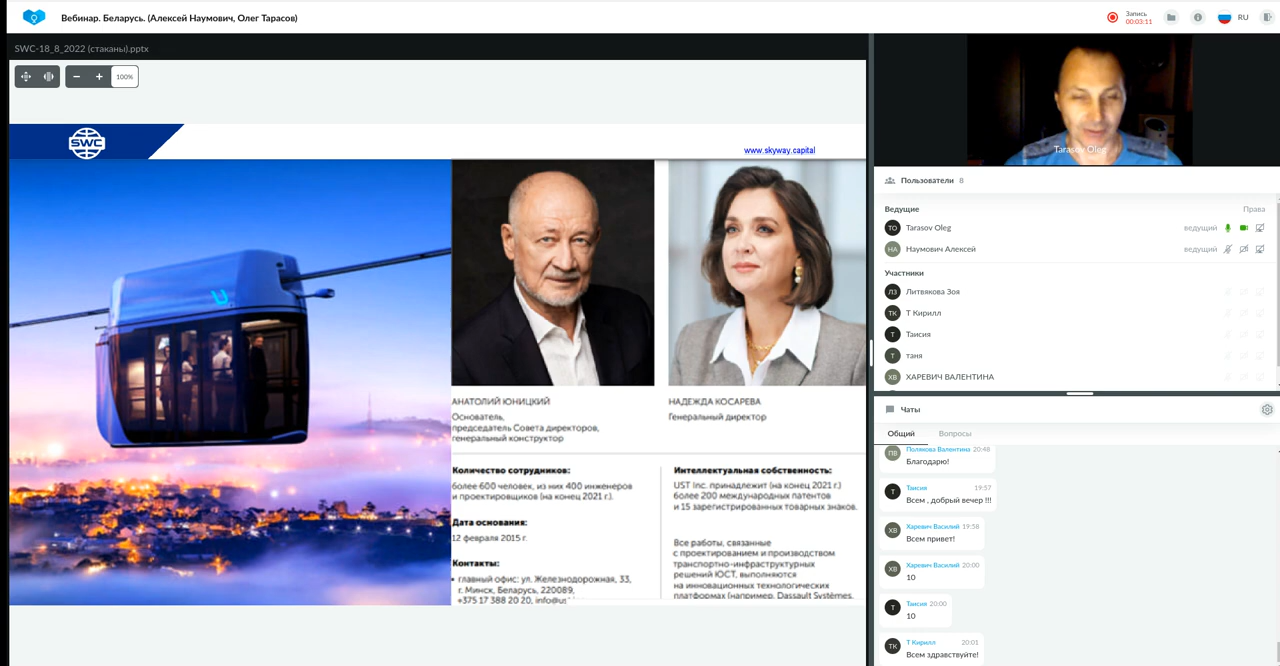 Вебинар. Беларусь. (Алексей Наумович, Олег Тарасов)
Запись
00:03:11
RU
SWC-18_8_2022 (стаканы).pptx
100%
SWC
www.skyway.capital
АНАТОЛИЙ ЮНИЦКИЙ
Основатель,
председатель Совета директоров,
генеральный конструктор
НАДЕЖДА КОСАРЕВА
Генеральный директор
Количество сотрудников:
более 600 человек, из них 400 инженеров
и проектировщиков (на конец 2021 г.).
Дата основания:
12 февраля 2015 г.
Контакты:
• главный офис: ул. Железнодорожная, 33,
г. Минск, Беларусь, 220089,
+375 17 388 20 20,
Интеллектуальная собственность:
UST Inc. принадлежит (на конец 2021 г.)
более 200 международных патентов
и 15 зарегистрированных товарных знаков.
Все работы, связанные
с проектированием и производством
транспортно-инфраструктурных
решений ЮСТ, выполняются
на инновационных технологических
платформах (например, Dassault Systèmes,
Tarasov Oleg
Пользователи 8
Ведущие Права
TO Tarasov Oleg ведущий
НА Наумович Алексей ведущий
Участники
ЛЗ Литвякова Зоя
ТК Т Кирилл
Т Таисия
Т таня
ХВ ХАРЕВИЧ ВАЛЕНТИНА
Чаты
Общий Вопросы
ПВ Полякова Валентина 20:48
Благодарю!
Т Таисия 19:57
Всем , добрый вечер !!!
ХВ Харевич Василий 19:58
Всем привет!
ХВ Харевич Василий 20:00
10
Т Таисия 20:00
10
ТК Т Кирилл 20:01
Всем здравствуйте!